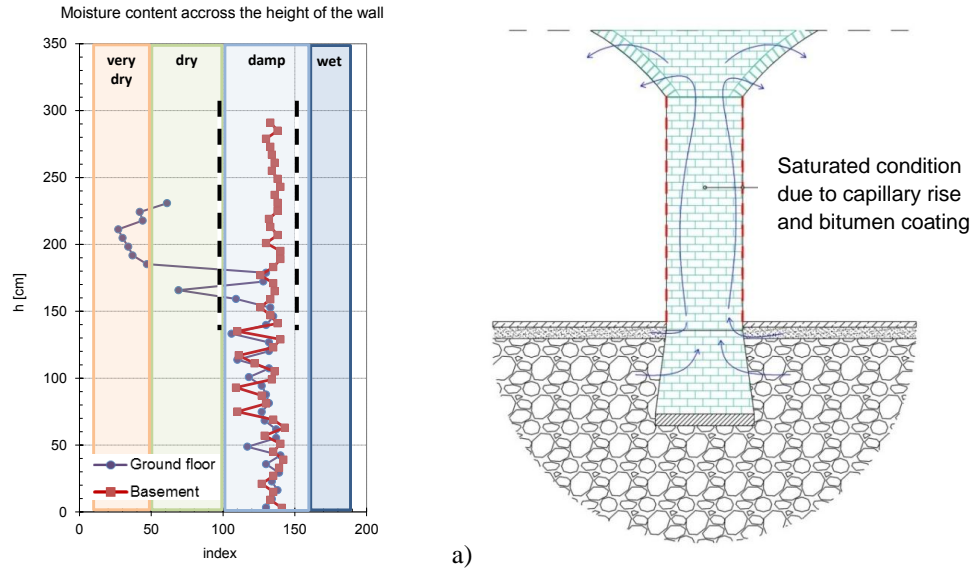 Moisture content accross the height of the wall
350
300
250
200
150
100
50
0
h [cm]
very
dry
dry
damp
wet
Ground floor
Basement
0 50 100 150 200
index
a)
Saturated condition
due to capillary rise
and bitumen coating